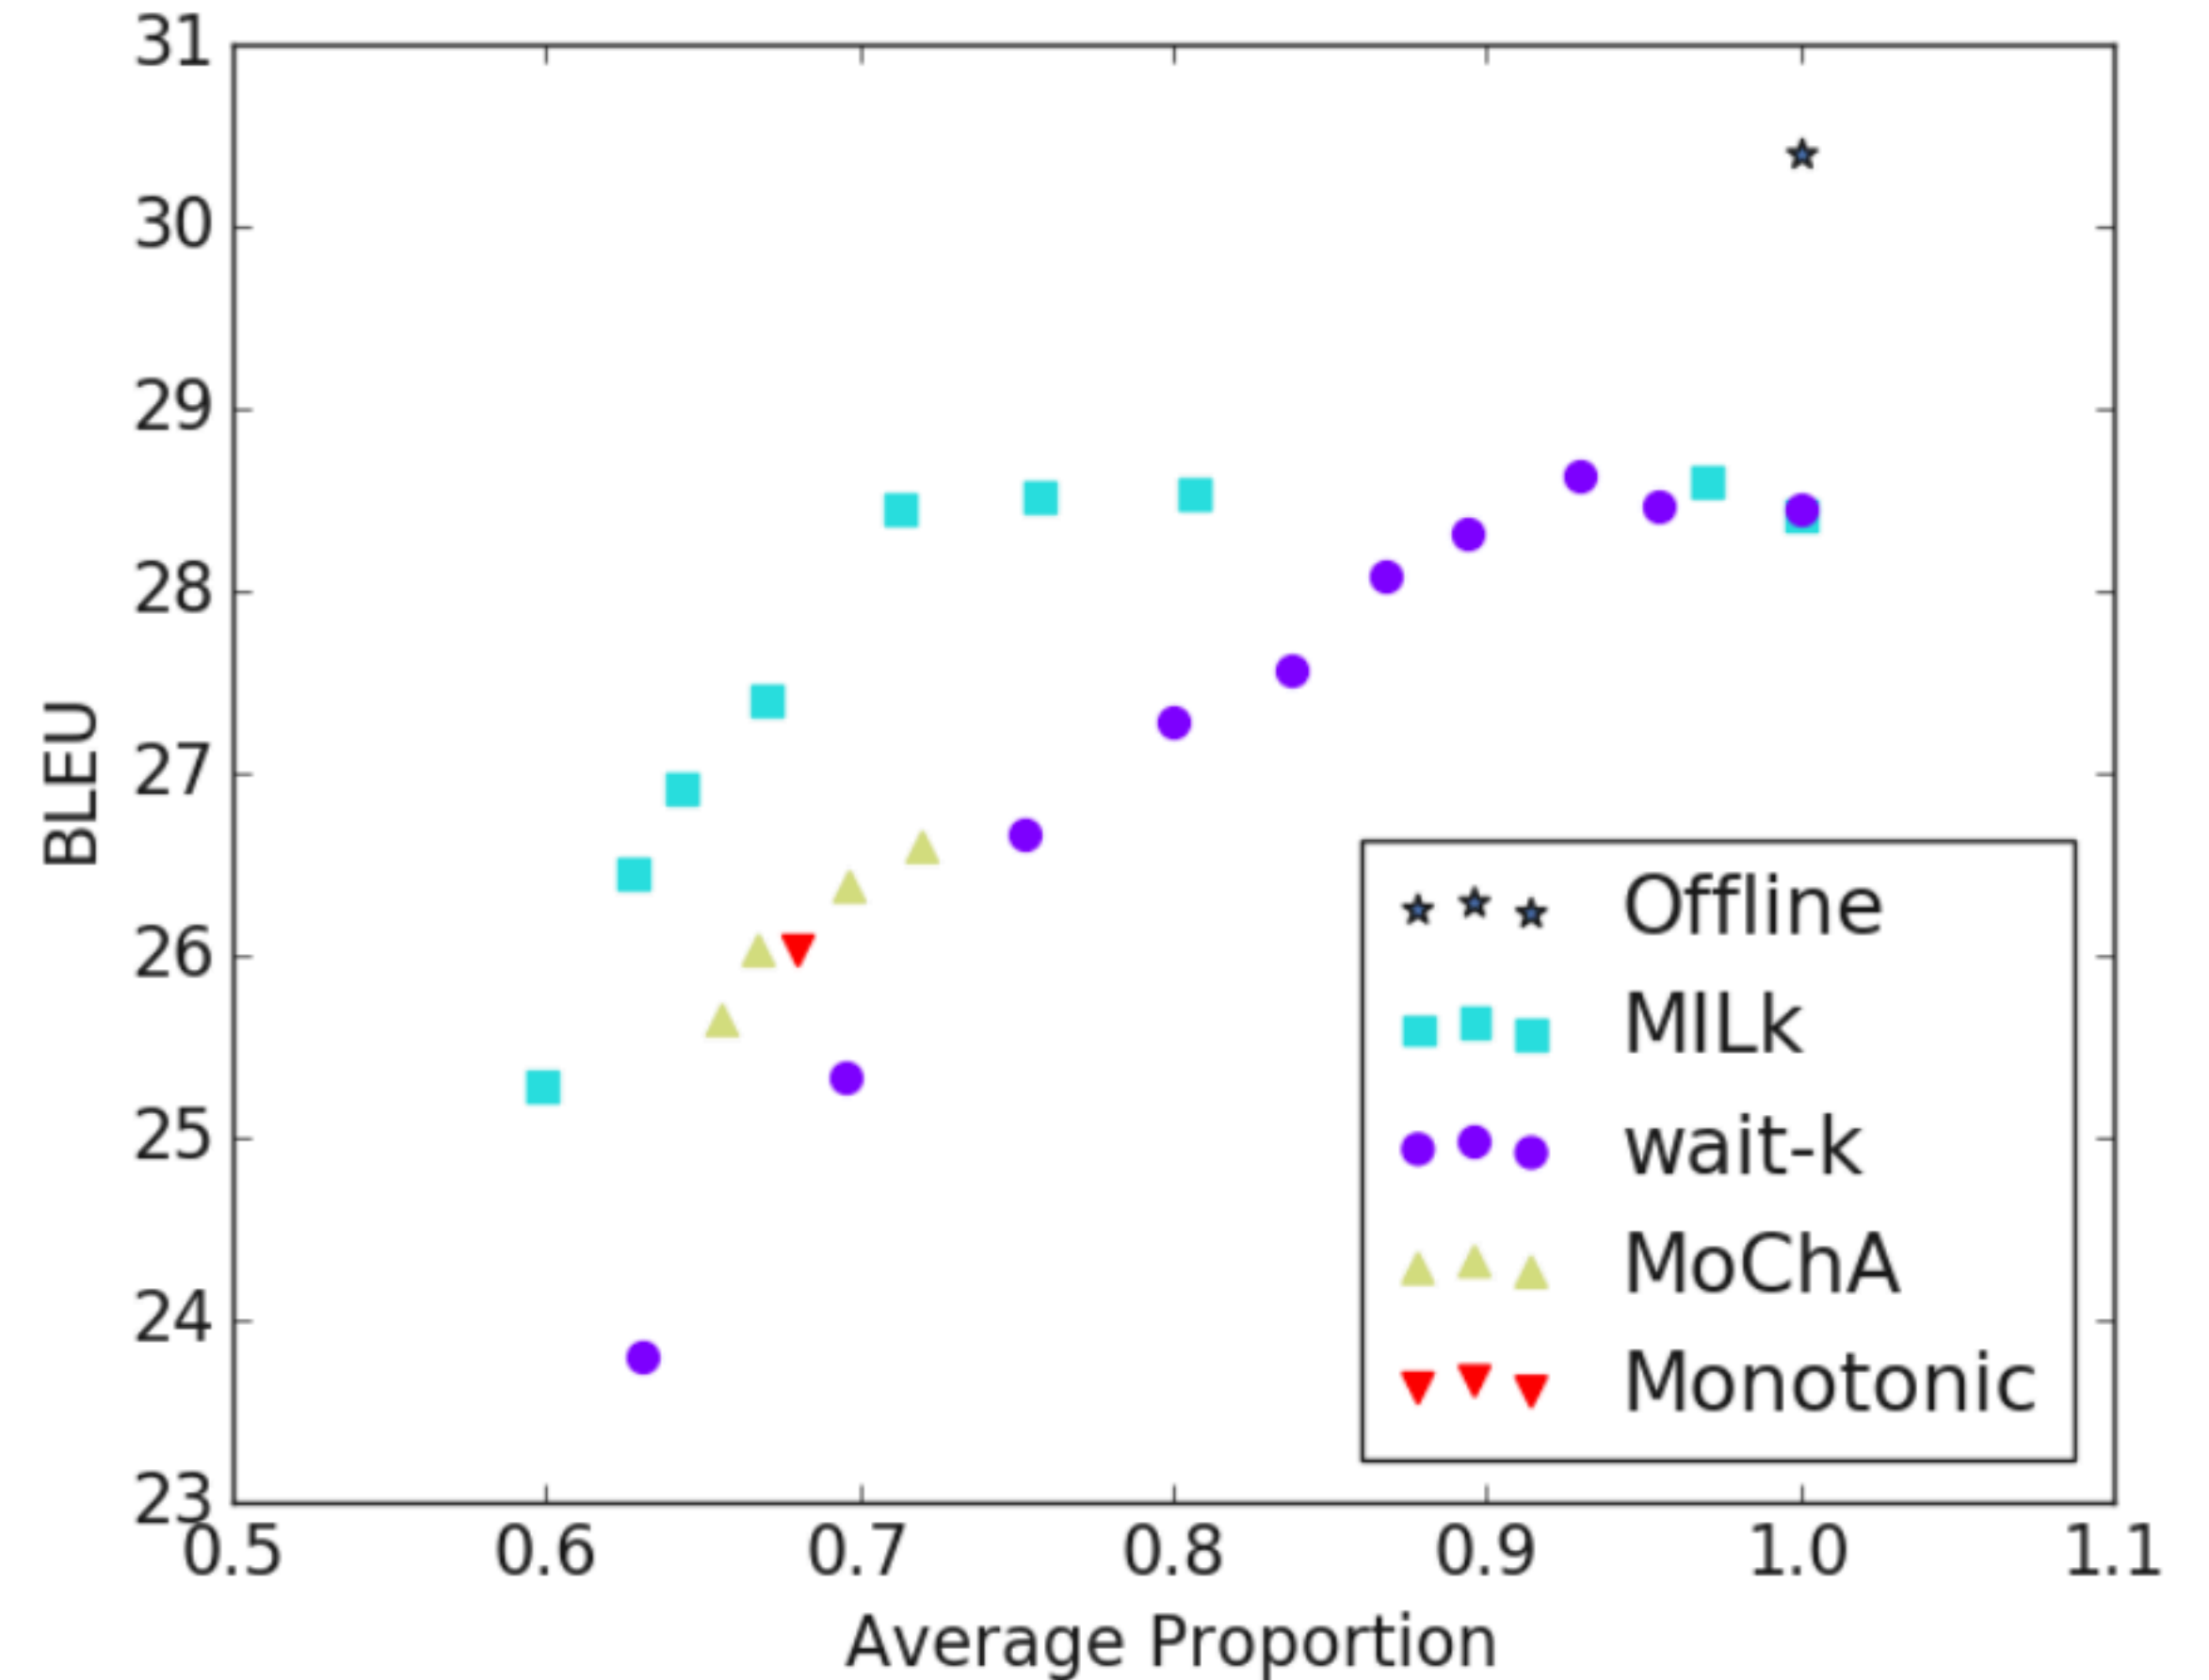 31
30
29
28
27
26
25
24
23
BLEU
0.5 0.6 0.7 0.8 0.9 1.0 1.1
Average Proportion
Offline
MILk
wait-k
MoChA
Monotonic